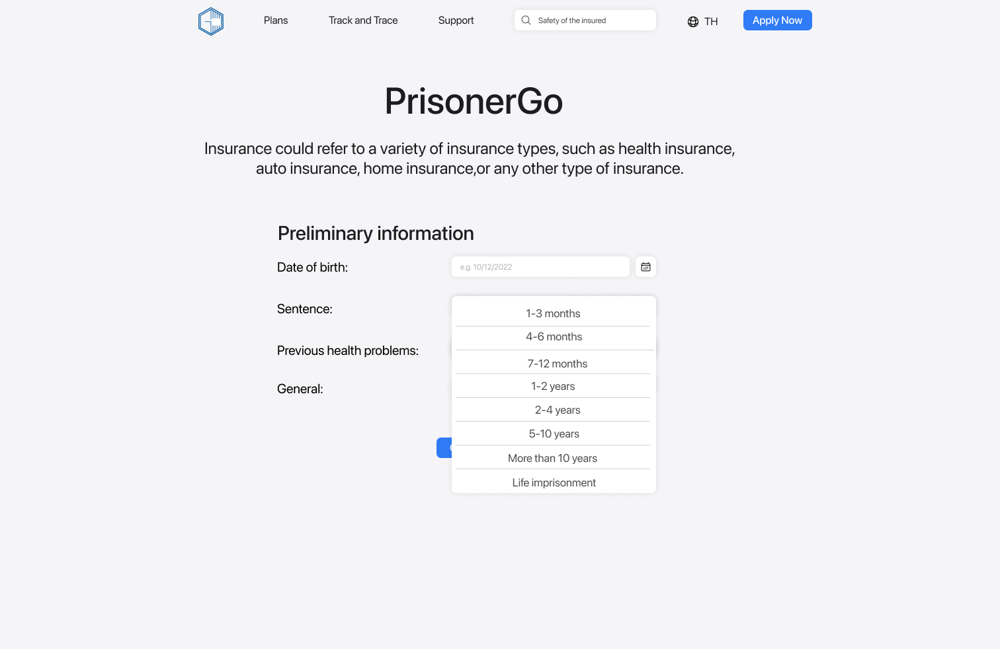 Plans
Track and Trace
Support
Safety of the insured
TH
Apply Now
PrisonerGo
Insurance could refer to a variety of insurance types, such as health insurance,
auto insurance, home insurance,or any other type of insurance.
Preliminary information
Date of birth:
e.g. 10/12/2022
Sentence:
1-3 months
4-6 months
Previous health problems:
7-12 months
1-2 years
General:
2-4 years
5-10 years
More than 10 years
Life imprisonment